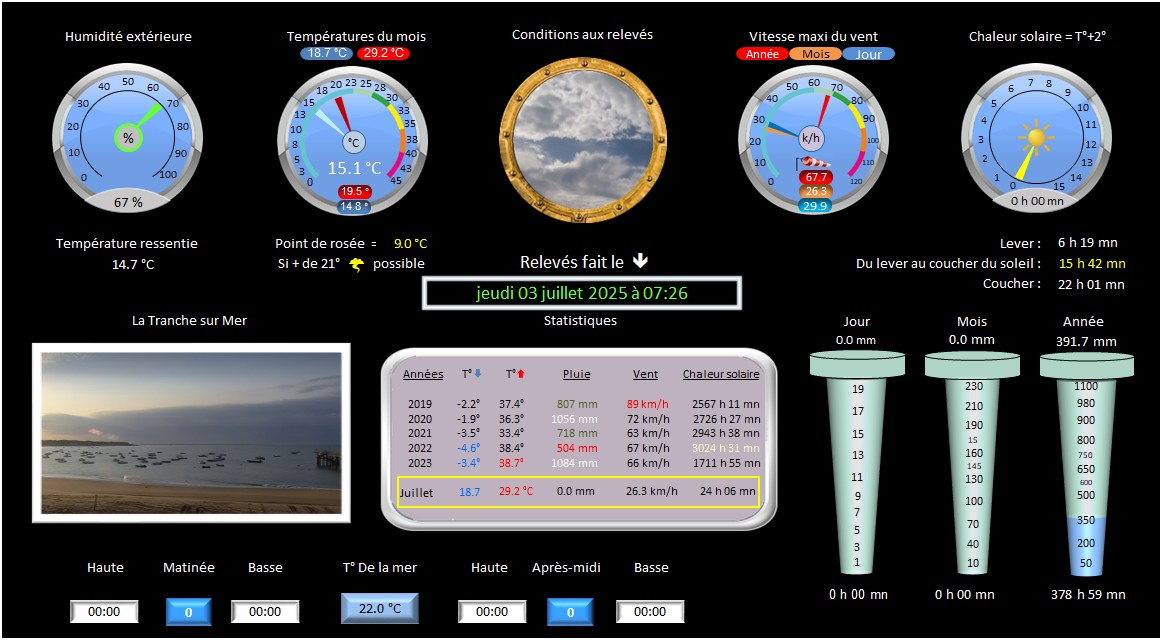 Humidité extérieure
0 10 20 30 40 50 60 70 80 90 100
%
67 %
Températures du mois
18.7 °C 29.2 °C
0 3 5 8 10 13 15 18 20 23 25 28 30 33 35 38 40 43 45
°C
15.1 °C
19.5 °
14.8 °
Conditions aux relevés
Vitesse maxi du vent
Année Mois Jour
0 10 20 30 40 50 60 70 80 90 100 110 120
k/h
67.7
26.3
29.9
Chaleur solaire = T°+2°
0 1 2 3 4 5 6 7 8 9 10 11 12 13 14 15
0 h 00 mn
Température ressentie
14.7 °C
Point de rosée = 9.0 °C
Si + de 21° possible
Relevés fait le
jeudi 03 juillet 2025 à 07:26
Lever : 6 h 19 mn
Du lever au coucher du soleil : 15 h 42 mn
Coucher : 22 h 01 mn
La Tranche sur Mer
Statistiques
Années T° T° Pluie Vent Chaleur solaire
2019 -2.2° 37.4° 807 mm 89 km/h 2567 h 11 mn
2020 -1.9° 36.3° 1056 mm 72 km/h 2726 h 27 mn
2021 -3.5° 33.4° 718 mm 63 km/h 2943 h 38 mn
2022 -4.6° 38.4° 504 mm 67 km/h 3024 h 31 mn
2023 -3.4° 38.7° 1084 mm 66 km/h 1711 h 55 mn
Juillet 18.7 29.2 °C 0.0 mm 26.3 km/h 24 h 06 mn
Jour
0.0 mm
19
17
15
13
11
9
7
5
3
1
0 h 00 mn
Mois
0.0 mm
230
210
190
15
160
145
130
100
70
40
10
0 h 00 mn
Année
391.7 mm
1100
980
900
800
750
650
600
500
350
200
50
378 h 59 mn
Haute Matinée Basse
00:00 0 00:00
T° De la mer
22.0 °C
Haute Après-midi Basse
00:00 0 00:00